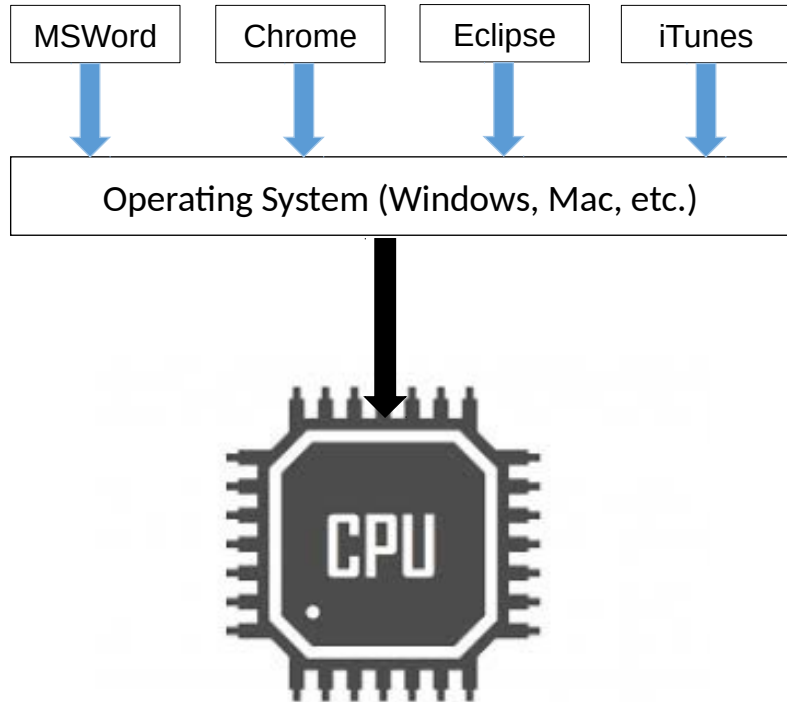 MSWord
Chrome
Eclipse
iTunes
Operating System (Windows, Mac, etc.)
CPU